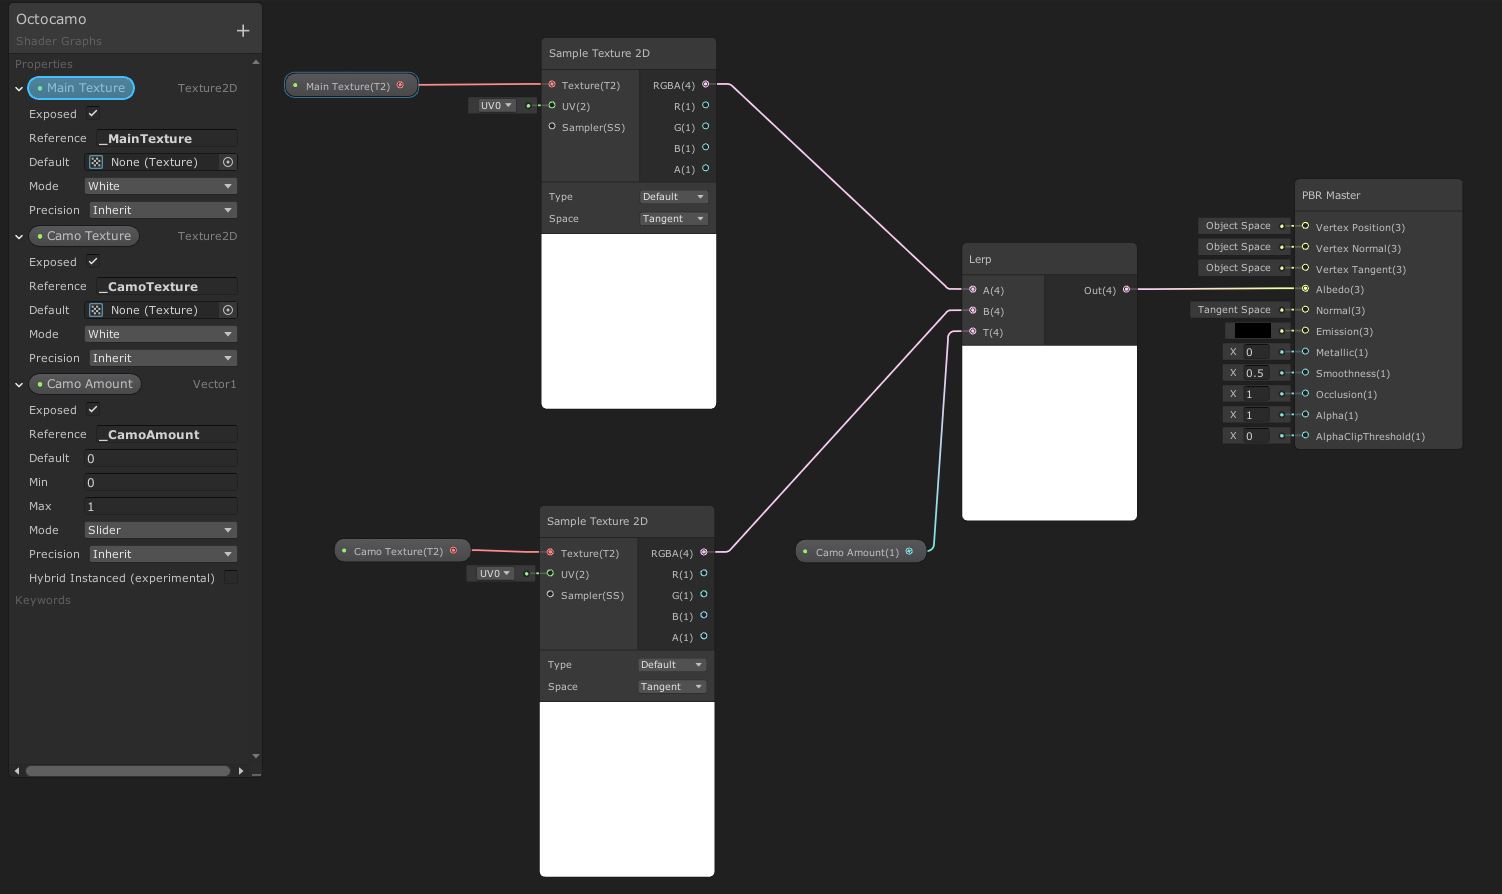 Octocamo
+
Shader Graphs
Properties
Main Texture Texture2D
Exposed
Reference _MainTexture
Default None (Texture)
Mode White
Precision Inherit
Camo Texture Texture2D
Exposed
Reference _CamoTexture
Default None (Texture)
Mode White
Precision Inherit
Camo Amount Vector1
Exposed
Reference _CamoAmount
Default 0
Min 0
Max 1
Mode Slider
Precision Inherit
Hybrid Instanced (experimental)
Keywords
Main Texture(T2)
Sample Texture 2D
Texture(T2) RGBA(4)
UV0 UV(2) R(1)
Sampler(SS) G(1)
B(1)
A(1)
Type Default
Space Tangent
Camo Texture(T2)
Sample Texture 2D
Texture(T2) RGBA(4)
UV0 UV(2) R(1)
Sampler(SS) G(1)
B(1)
A(1)
Type Default
Space Tangent
Camo Amount(1)
Lerp
A(4) Out(4)
B(4)
T(4)
PBR Master
Object Space Vertex Position(3)
Object Space Vertex Normal(3)
Object Space Vertex Tangent(3)
Albedo(3)
Tangent Space Normal(3)
Emission(3)
X 0 Metallic(1)
X 0.5 Smoothness(1)
X 1 Occlusion(1)
X 1 Alpha(1)
X 0 AlphaClipThreshold(1)